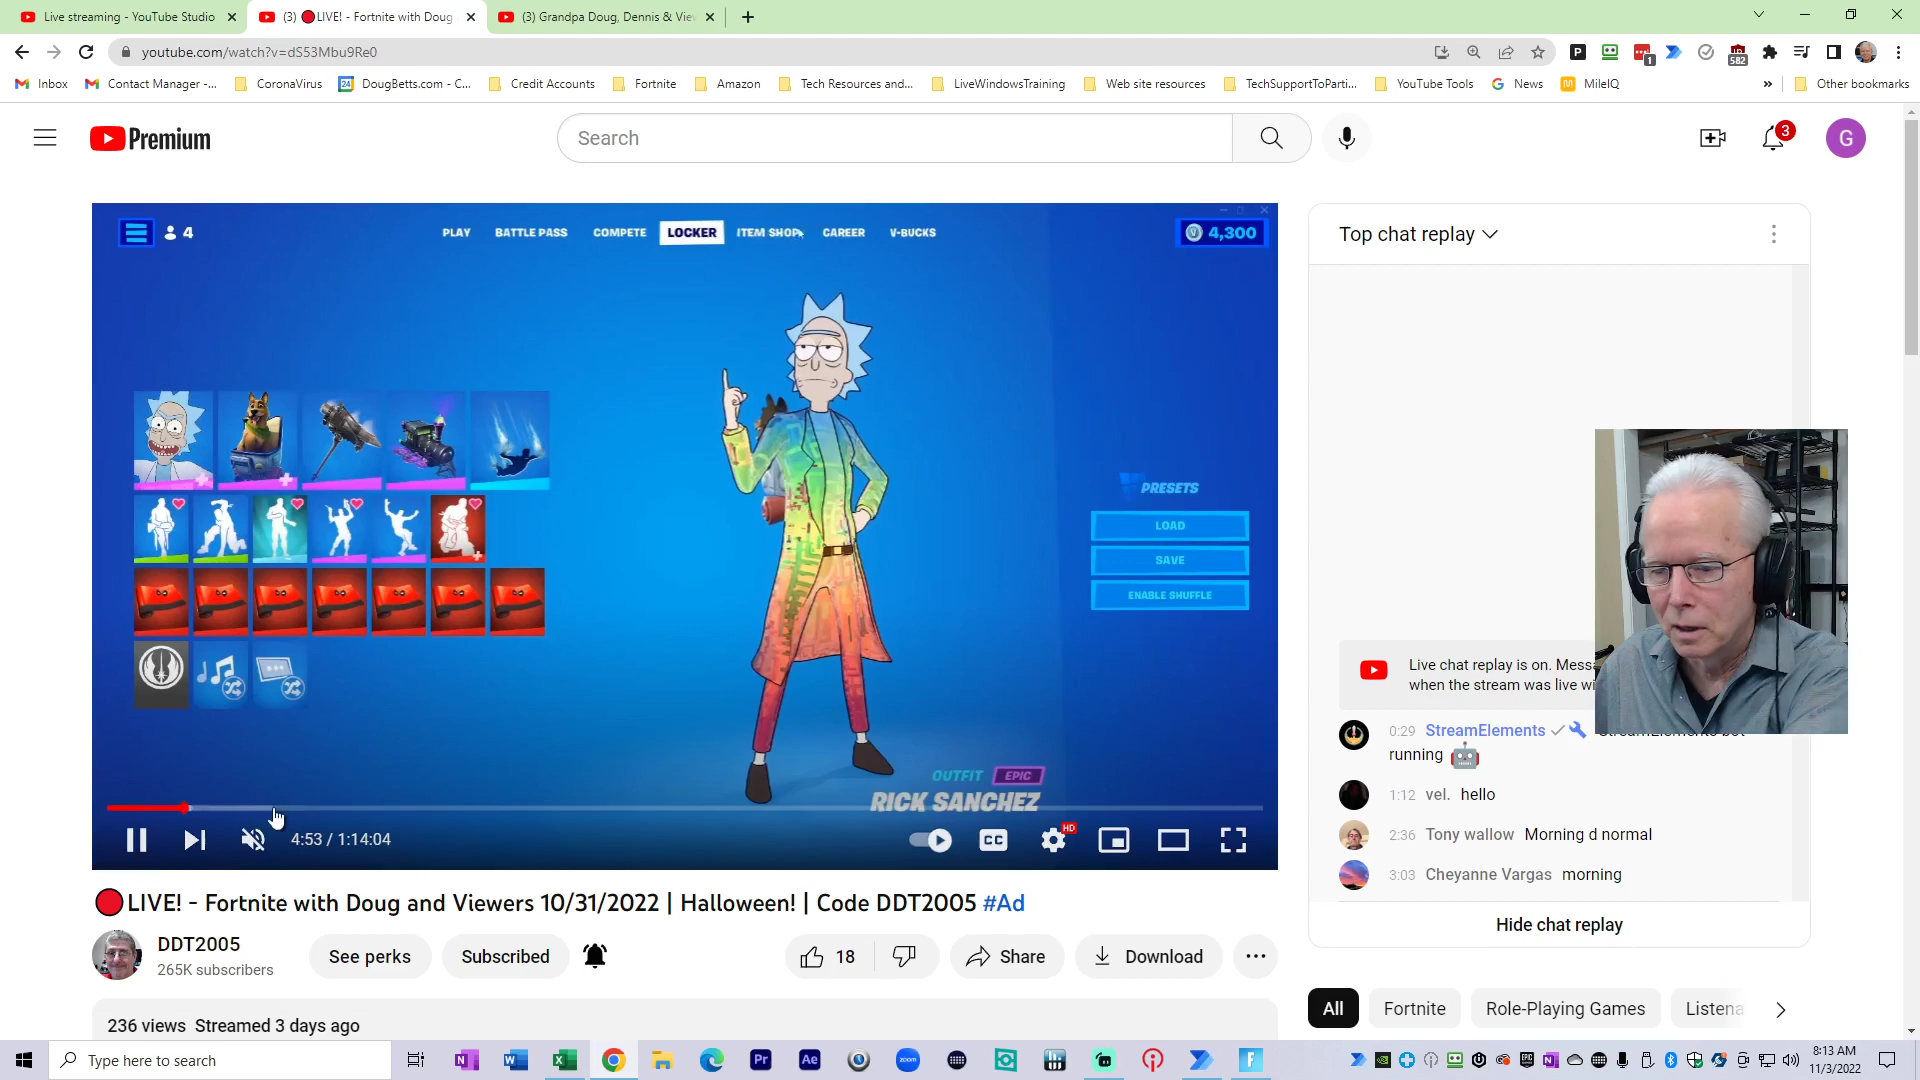 Live streaming - YouTube Studio
(3) 🔴LIVE! - Fortnite with Doug
(3) Grandpa Doug, Dennis & Vie
youtube.com/watch?v=dS53Mbu9Re0
1
582
Inbox
Contact Manager -...
CoronaVirus
24
DougBetts.com - C...
Credit Accounts
Fortnite
Amazon
Tech Resources and...
LiveWindowsTraining
Web site resources
TechSupportToParti...
YouTube Tools
News
MileIQ
»
Other bookmarks
Premium
Search
3
G
4
PLAY
BATTLE PASS
COMPETE
LOCKER
ITEM SHOP
CAREER
V-BUCKS
4,300
PRESETS
LOAD
SAVE
ENABLE SHUFFLE
OUTFIT EPIC
RICK SANCHEZ
4:53 / 1:14:04
CC
HD
Top chat replay
Live chat replay is on. Mess
when the stream was live wi
0:29 StreamElements
running
1:12 vel. hello
2:36 Tony wallow Morning d normal
3:03 Cheyanne Vargas morning
Hide chat replay
🔴LIVE! - Fortnite with Doug and Viewers 10/31/2022 | Halloween! | Code DDT2005 #Ad
DDT2005
265K subscribers
See perks
Subscribed
18
Share
Download
236 views Streamed 3 days ago
All
Fortnite
Role-Playing Games
Listena
Type here to search
Pr
Ae
zoom
8:13 AM
11/3/2022